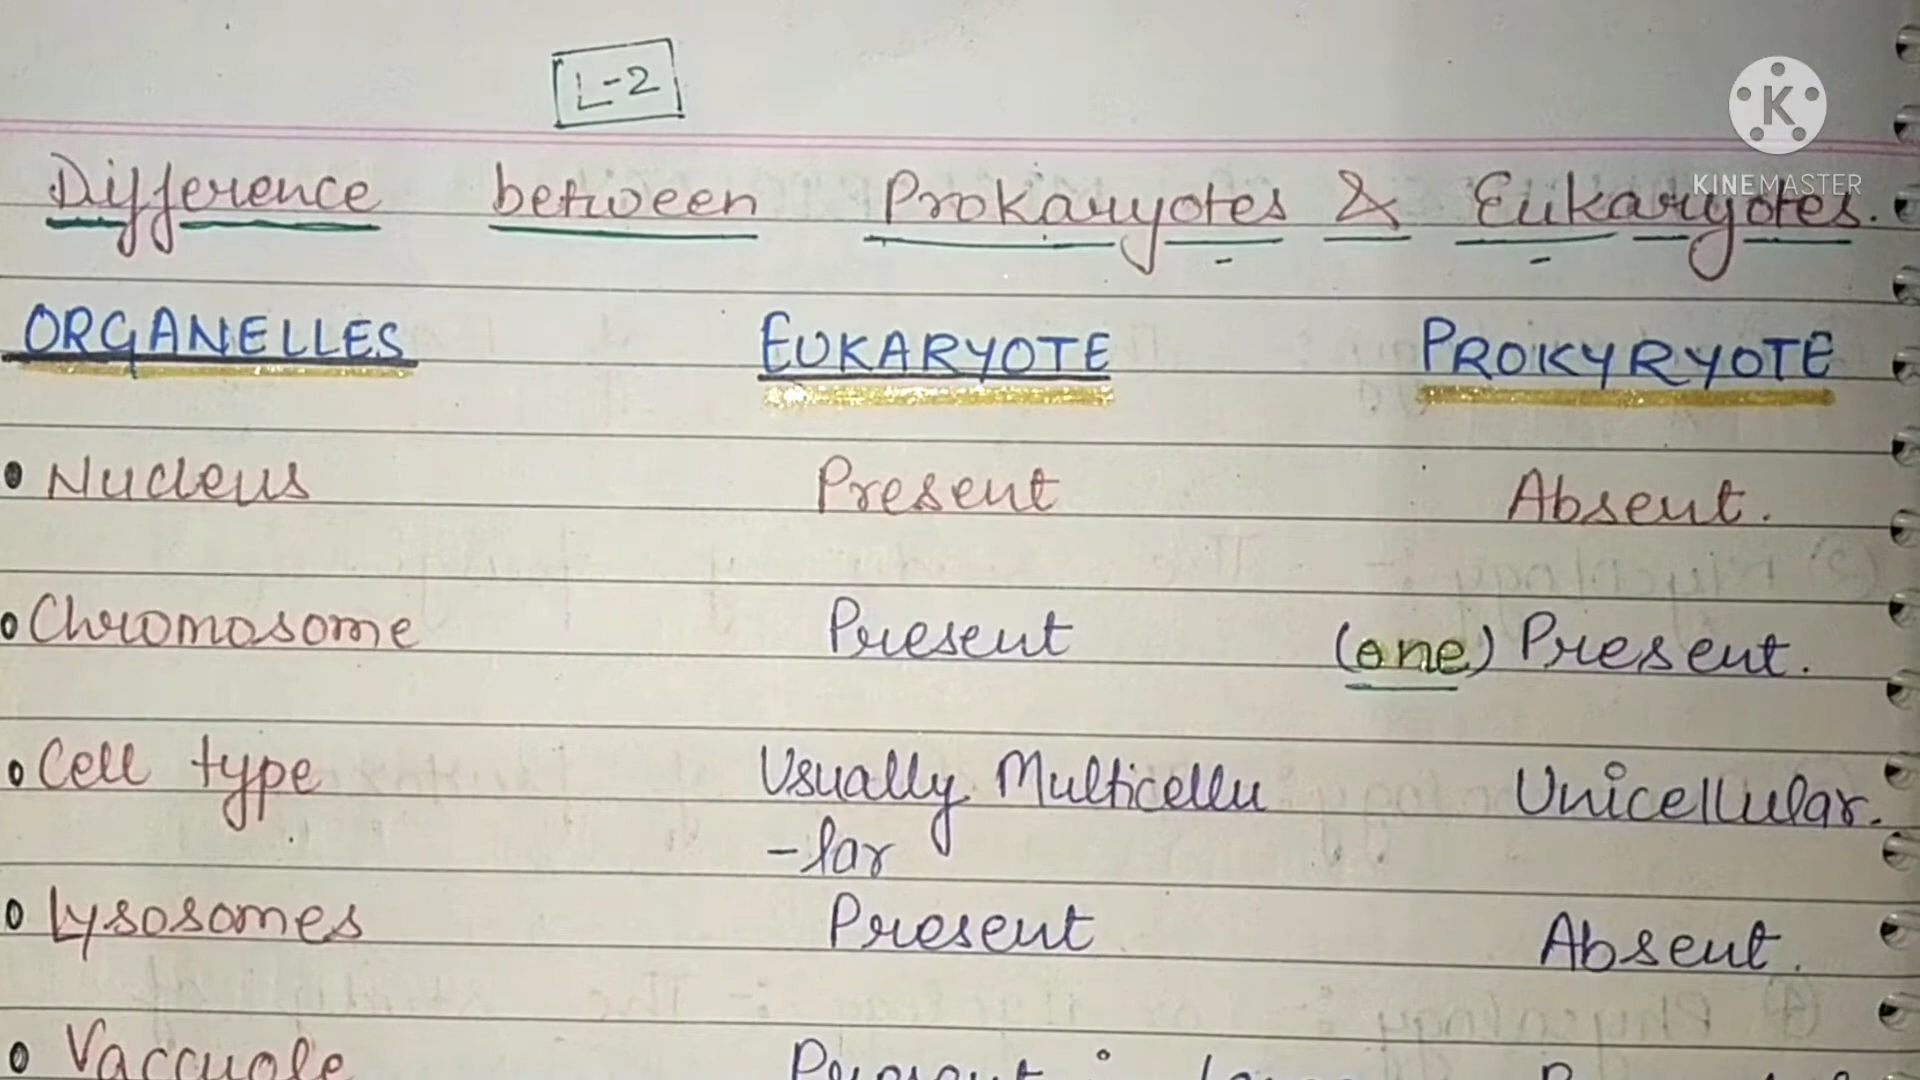 L-2
KINEMASTER
Difference between Prokaryotes & Eukaryotes.
ORGANELLES EUKARYOTE PROKYRYOTE
• Nucleus Present Absent.
• Chromosome Present (one) Present.
• Cell type Usually Multicellu Unicellular.
-lar
• Lysosomes Present Absent.
• Vaccuole Present